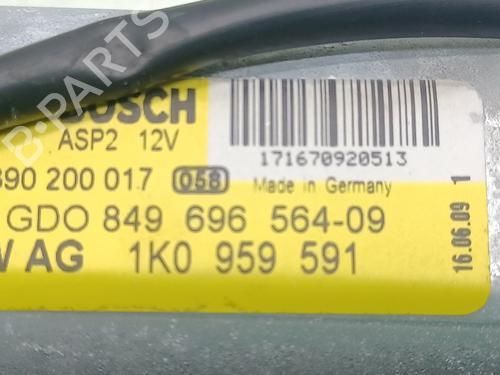 BOSCH
ASP2 12V
171670920513
390 200 017 058 Made in Germany
GDO 849 696 564-09
W AG 1K0 959 591
16.06.09 1
B-Parts